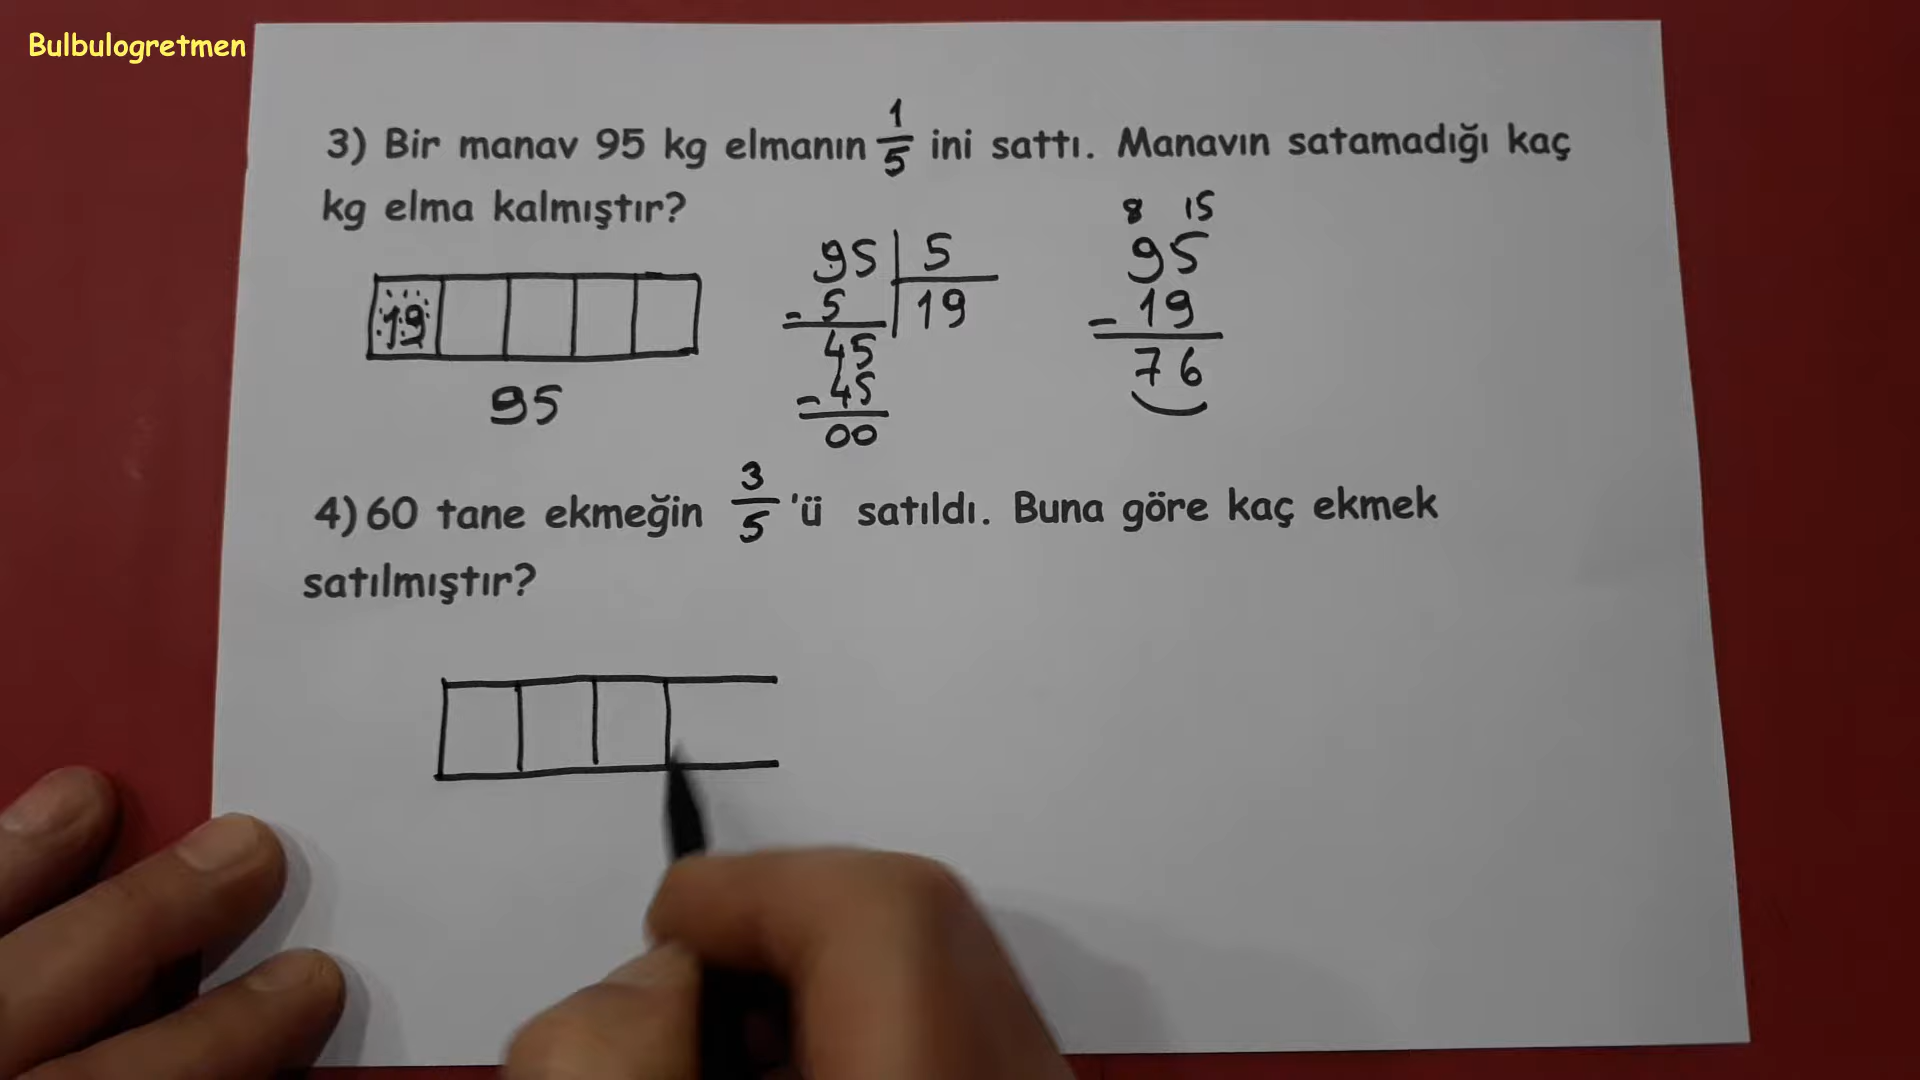 Bulbulogretmen
3) Bir manav 95 kg elmanın 1/5 ini sattı. Manavın satamadığı kaç
kg elma kalmıştır?
19
95
95 | 5
- 5 | 19
45
- 45
00
8 15
95
- 19
76
4) 60 tane ekmeğin 3/5 'ü satıldı. Buna göre kaç ekmek
satılmıştır?